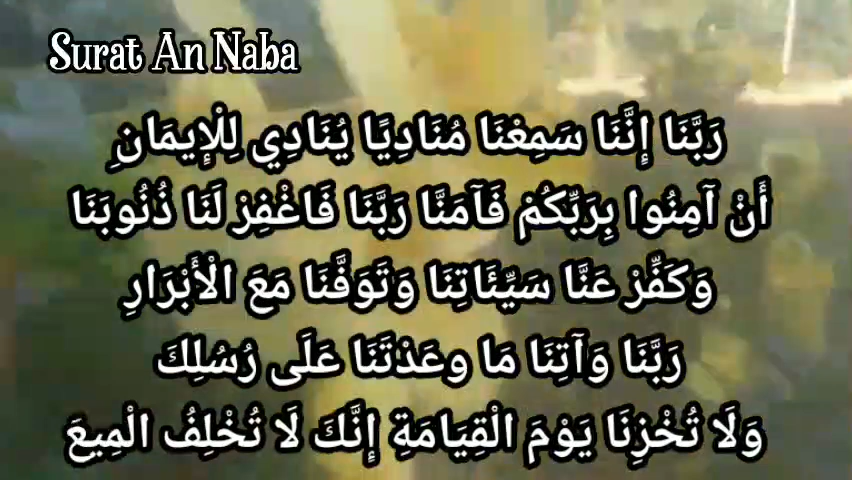 Surat An Naba
رَبَّنَا إِنَّنَا سَمِعْنَا مُنَادِيًا يُنَادِي لِلْإِيمَانِ
أَنْ آمِنُوا بِرَبِّكُمْ فَآمَنَّا رَبَّنَا فَاغْفِرْ لَنَا ذُنُوبَنَا
وَكَفِّرْ عَنَّا سَيِّئَاتِنَا وَتَوَفَّنَا مَعَ الْأَبْرَارِ
رَبَّنَا وَآتِنَا مَا وعَدْتَنَا عَلَى رُسُلِكَ
وَلَا تُخْزِنَا يَوْمَ الْقِيَامَةِ إِنَّكَ لَا تُخْلِفُ الْمِيعَ